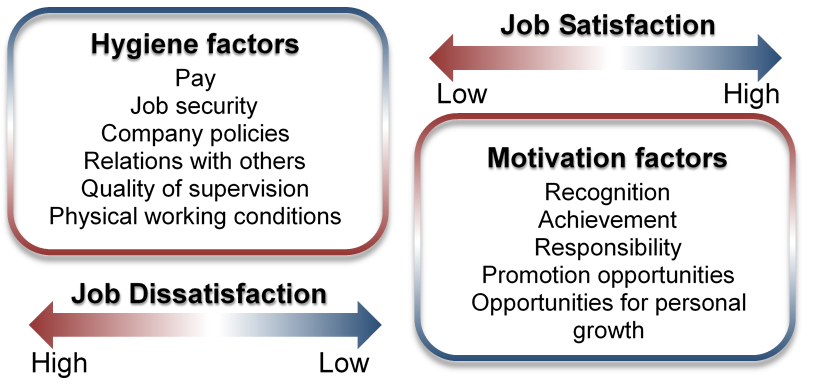 Hygiene factors
Pay
Job security
Company policies
Relations with others
Quality of supervision
Physical working conditions
Job Dissatisfaction
High Low
Job Satisfaction
Low High
Motivation factors
Recognition
Achievement
Responsibility
Promotion opportunities
Opportunities for personal
growth